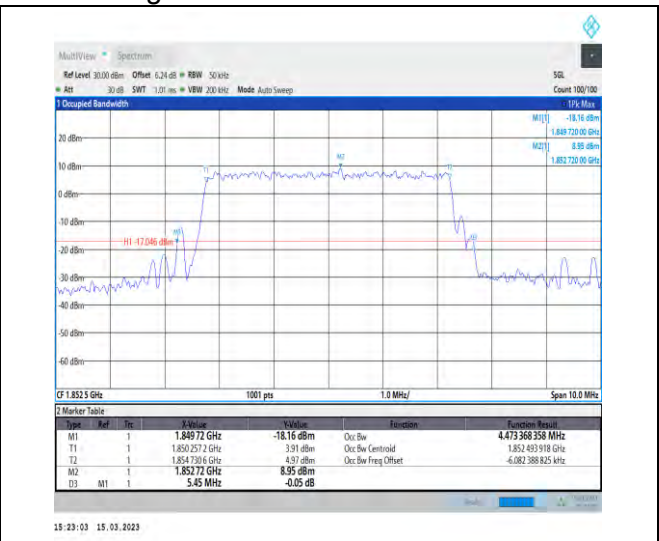 MultiView Spectrum
Ref Level 30.00 dBm Offset 6.24 dB RBW 50 kHz SGL
Att 30 dB SWT 1.01 ms VBW 200 kHz Mode Auto Sweep Count 100/100
1 Occupied Bandwidth 1Pk Max
M1[1] -18.16 dBm
1.849 720 00 GHz
M2[1] 8.95 dBm
1.852 720 00 GHz
20 dBm
10 dBm
0 dBm
-10 dBm
-20 dBm
-30 dBm
-40 dBm
-50 dBm
-60 dBm
T1
M2
T2
H1 -17.046 dBm
CF 1.852 5 GHz 1001 pts 1.0 MHz/ Span 10.0 MHz
2 Marker Table
Type Ref Trc X-Value Y-Value Function Function Result
M1 1 1.849 72 GHz -18.16 dBm Occ Bw 4.473 368 358 MHz
T1 1 1.850 257 2 GHz 3.91 dBm Occ Bw Centroid 1.852 493 918 GHz
T2 1 1.854 730 6 GHz 4.97 dBm Occ Bw Freq Offset -6.082 388 825 kHz
M2 1 1.852 72 GHz 8.95 dBm
D3 M1 1 5.45 MHz -0.05 dB
15:23:03 15.03.2023